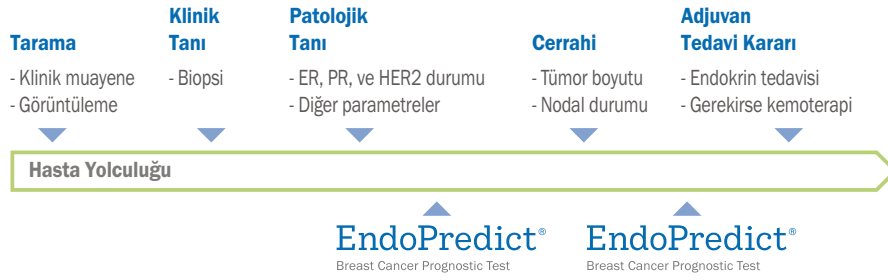 Tarama
- Klinik muayene
- Görüntüleme
Klinik
Tanı
- Biopsi
Patolojik
Tanı
- ER, PR, ve HER2 durumu
- Diğer parametreler
Cerrahi
- Tümor boyutu
- Nodal durumu
Adjuvan
Tedavi Kararı
- Endokrin tedavisi
- Gerekirse kemoterapi
Hasta Yolculuğu
EndoPredict®
Breast Cancer Prognostic Test
EndoPredict®
Breast Cancer Prognostic Test